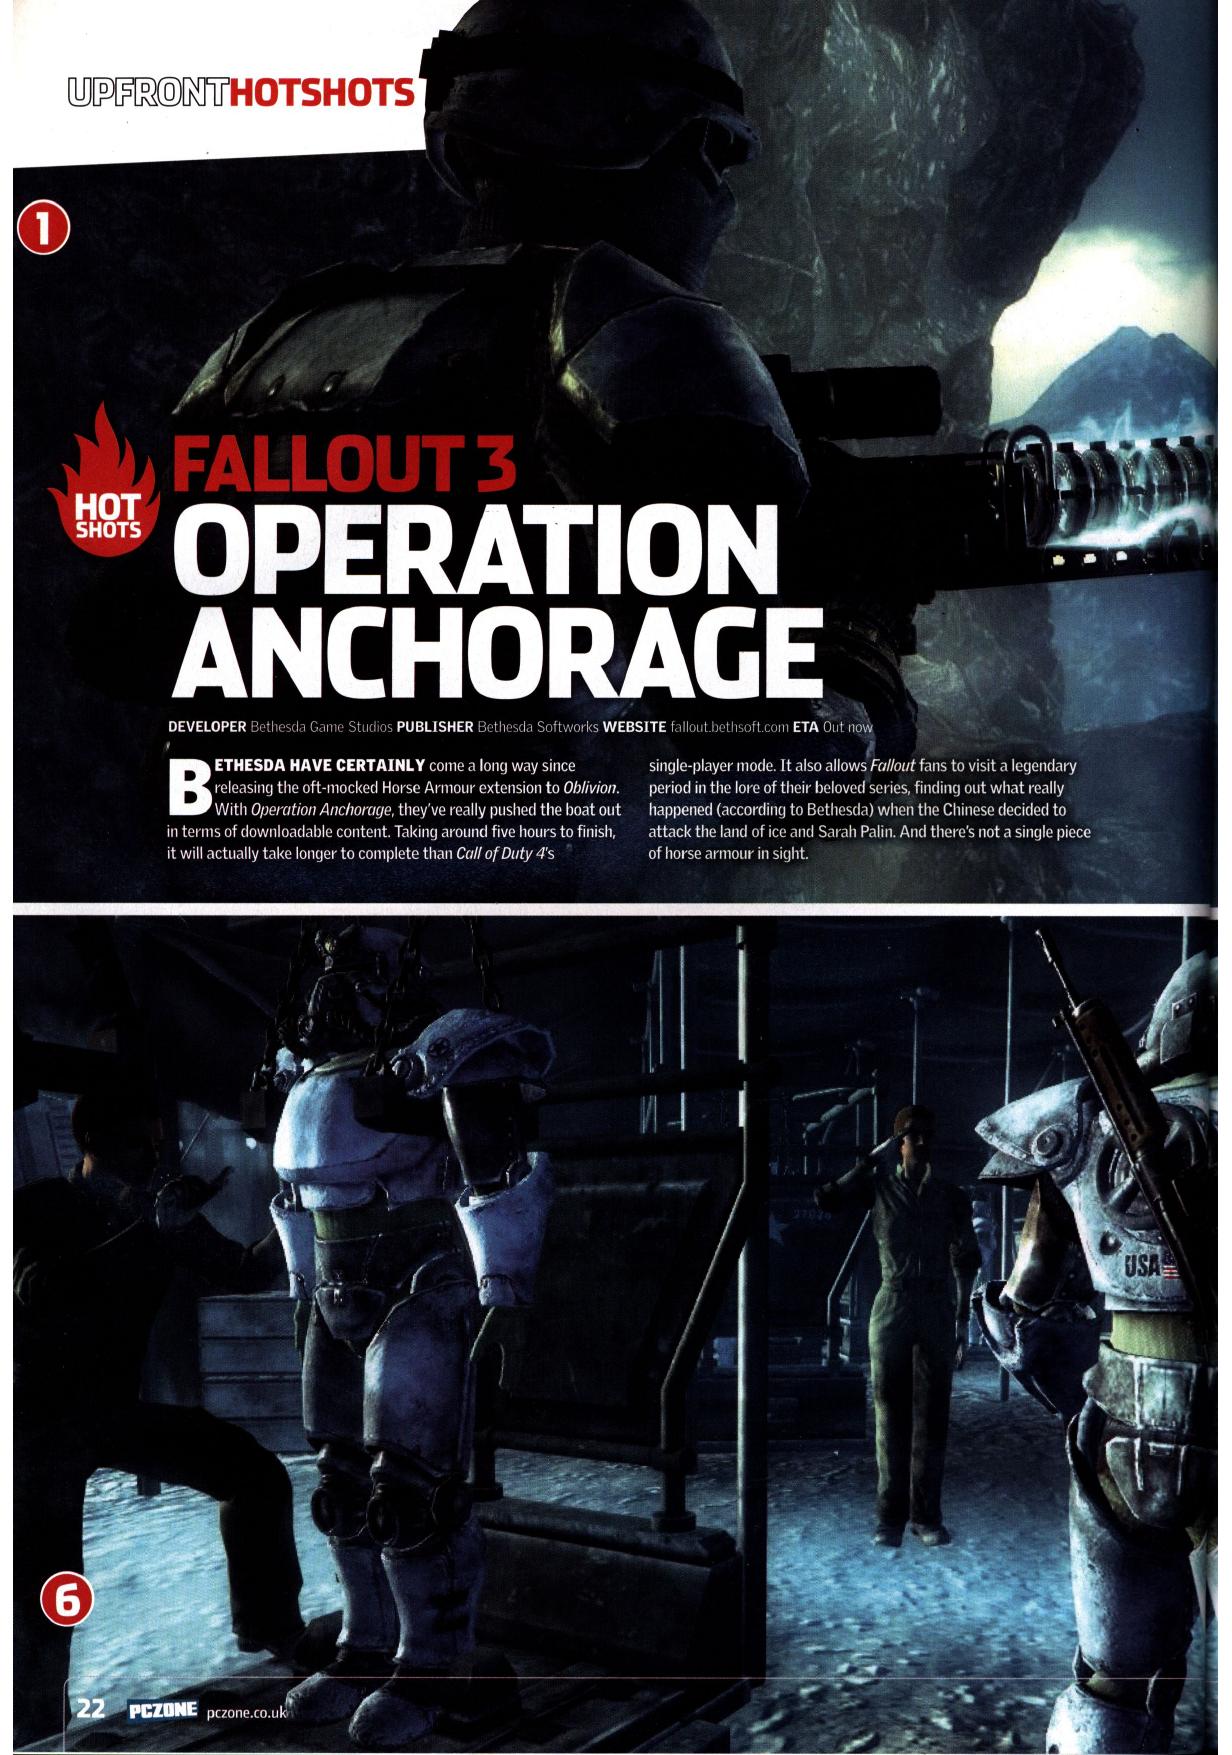 UPFRONTHOTSHOTS
1
HOT
SHOTS
FALLOUT 3
OPERATION
ANCHORAGE
DEVELOPER Bethesda Game Studios PUBLISHER Bethesda Softworks WEBSITE fallout.bethsoft.com ETA Out now
BETHESDA HAVE CERTAINLY come a long way since
releasing the oft-mocked Horse Armour extension to Oblivion.
With Operation Anchorage, they've really pushed the boat out
in terms of downloadable content. Taking around five hours to finish,
it will actually take longer to complete than Call of Duty 4's
single-player mode. It also allows Fallout fans to visit a legendary
period in the lore of their beloved series, finding out what really
happened (according to Bethesda) when the Chinese decided to
attack the land of ice and Sarah Palin. And there's not a single piece
of horse armour in sight.
USA
6
22 PCZONE pczone.co.uk